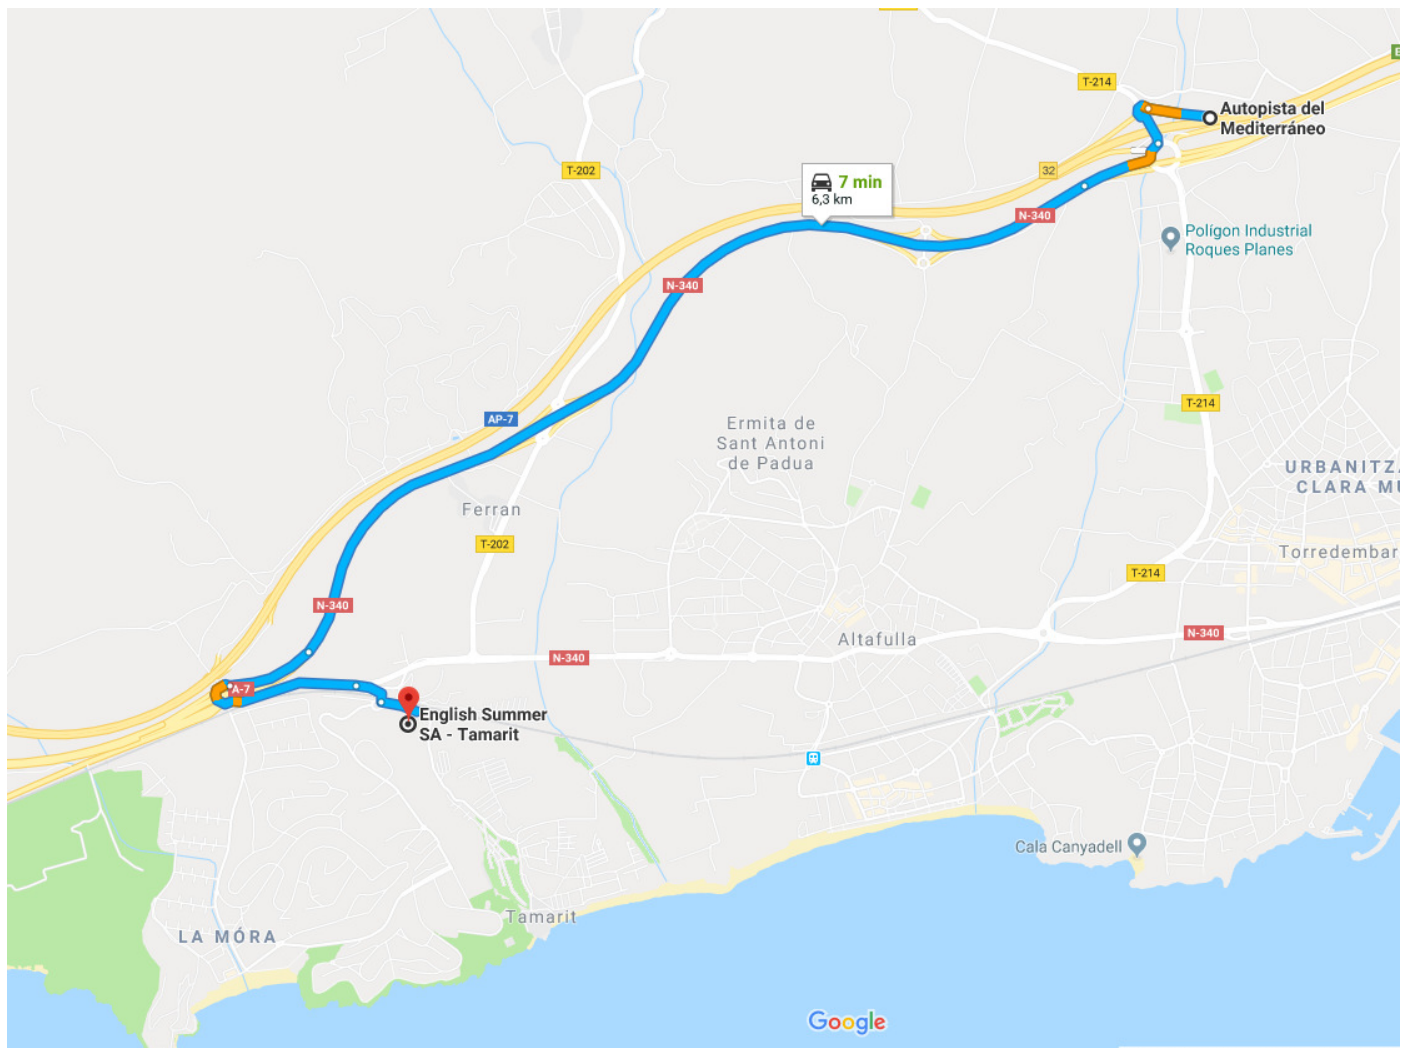 T-214
E
Autopista del
Mediterráneo
T-202
32
7 min
6,3 km
N-340
Polígon Industrial
Roques Planes
N-340
T-214
AP-7
Ermita de
Sant Antoni
de Padua
URBANITZ
CLARA MU
Ferran
T-202
Torredembar
T-214
N-340
Altafulla
N-340
N-340
A-7
English Summer
SA - Tamarit
Cala Canyadell
Tamarit
LA MÓRA
Google